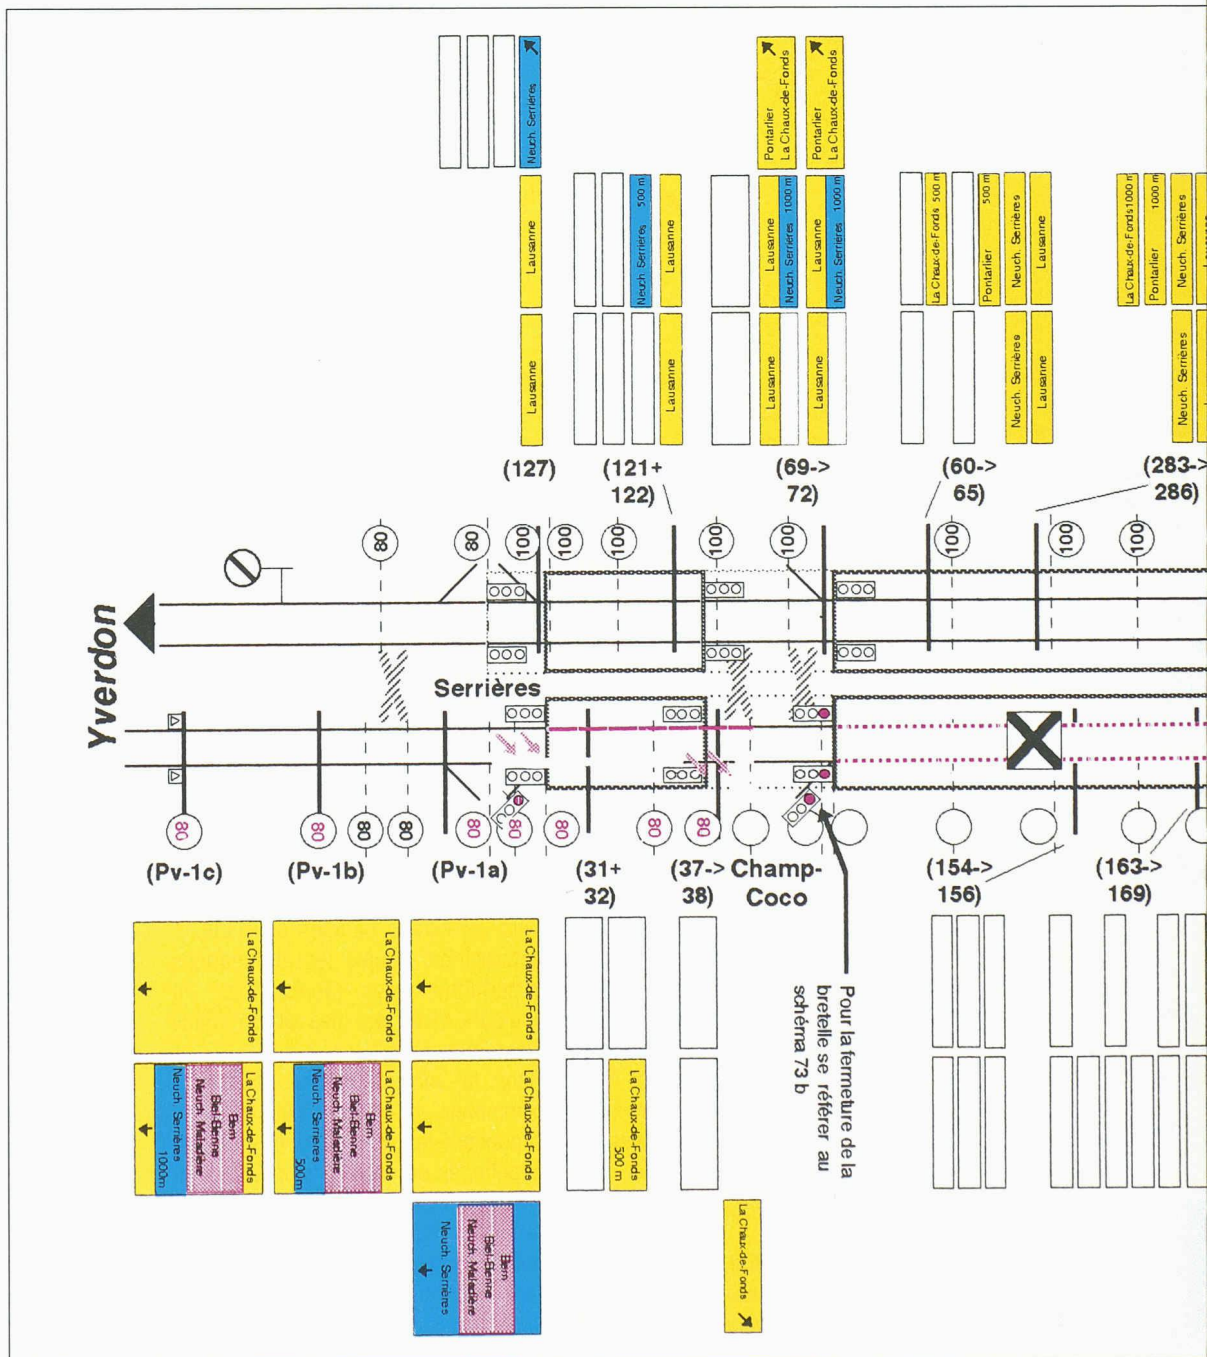 Neuch. Serrières
Lausanne
Lausanne
Neuch. Serrières 500 m
Lausanne
Lausanne
Pontarlier
La Chaux-de-Fonds
Lausanne
Neuch. Serrières 1000 m
Lausanne
Pontarlier
La Chaux-de-Fonds
Lausanne
Neuch. Serrières 1000 m
Lausanne
La Chaux-de-Fonds 500 m
Pontarlier 500 m
Neuch. Serrières
Lausanne
Neuch. Serrières
Lausanne
La Chaux-de-Fonds 1000 m
Pontarlier 1000 m
Neuch. Serrières
Neuch. Serrières
(127)
(121+
122)
(69->
72)
(60->
65)
(283->
286)
80
80
100
100
100
100
100
100
100
100
Yverdon
Serrières
80
80
80
80
80
80
80
80
80
(Pv-1c)
(Pv-1b)
(Pv-1a)
(31+
32)
(37->
38)
Champ-
Coco
(154->
156)
(163->
169)
Pour la fermeture de la
bretelle se référer au
schéma 73 b
La Chaux-de-Fonds
La Chaux-de-Fonds
La Chaux-de-Fonds
La Chaux-de-Fonds
Bern
Biel-Bienne
Neuch. Maladière
Neuch. Serrières
1000m
La Chaux-de-Fonds
Bern
Biel-Bienne
Neuch. Maladière
Neuch. Serrieres
500m
La Chaux-de-Fonds
La Chaux-de-Fonds
500 m
Bern
Biel-Bienne
Neuch. Maladière
Neuch. Serrières
La Chaux-de-Fonds